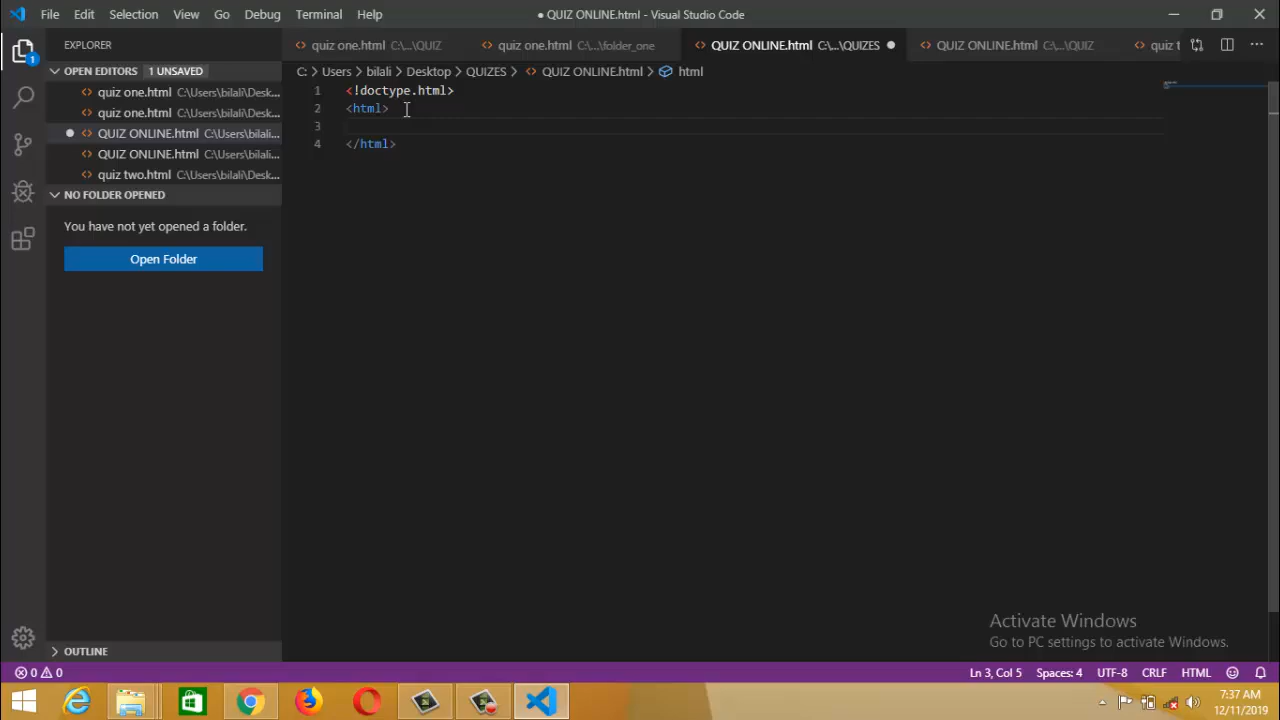 File Edit Selection View Go Debug Terminal Help
● QUIZ ONLINE.html - Visual Studio Code
EXPLORER
quiz one.html C:\...\QUIZ
quiz one.html C:\...\folder_one
QUIZ ONLINE.html C:\...\QUIZES ●
QUIZ ONLINE.html C:\...\QUIZ
quiz t
OPEN EDITORS 1 UNSAVED
C: > Users > bilali > Desktop > QUIZES > QUIZ ONLINE.html > html
quiz one.html C:\Users\bilali\Desk...
quiz one.html C:\Users\bilali\Desk...
QUIZ ONLINE.html C:\Users\bilali...
QUIZ ONLINE.html C:\Users\bilali...
quiz two.html C:\Users\bilali\Desk...
NO FOLDER OPENED
You have not yet opened a folder.
Open Folder
1 <!doctype.html>
2 <html>
3
4 </html>
1
Activate Windows
Go to PC settings to activate Windows.
OUTLINE
0 0
Ln 3, Col 5 Spaces: 4 UTF-8 CRLF HTML
7:37 AM
12/11/2019